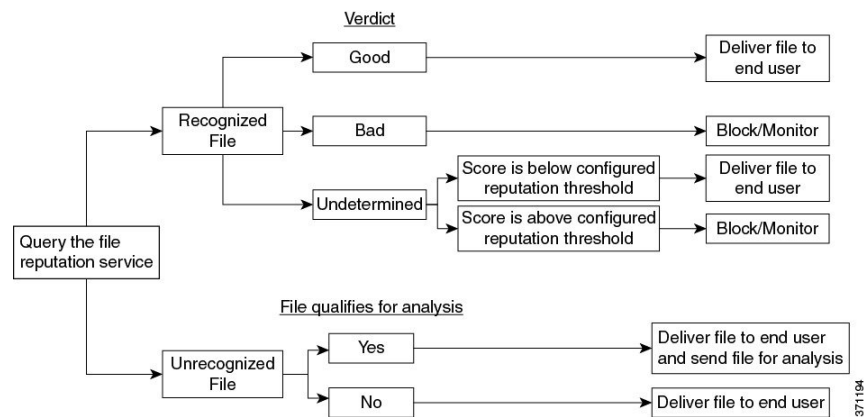 Verdict
Good
Deliver file to
end user
Recognized
File
Bad
Block/Monitor
Undetermined
Score is below configured
reputation threshold
Deliver file to
end user
Score is above configured
reputation threshold
Block/Monitor
Query the file
reputation service
File qualifies for analysis
Unrecognized
File
Yes
Deliver file to end user
and send file for analysis
No
Deliver file to end user
371194